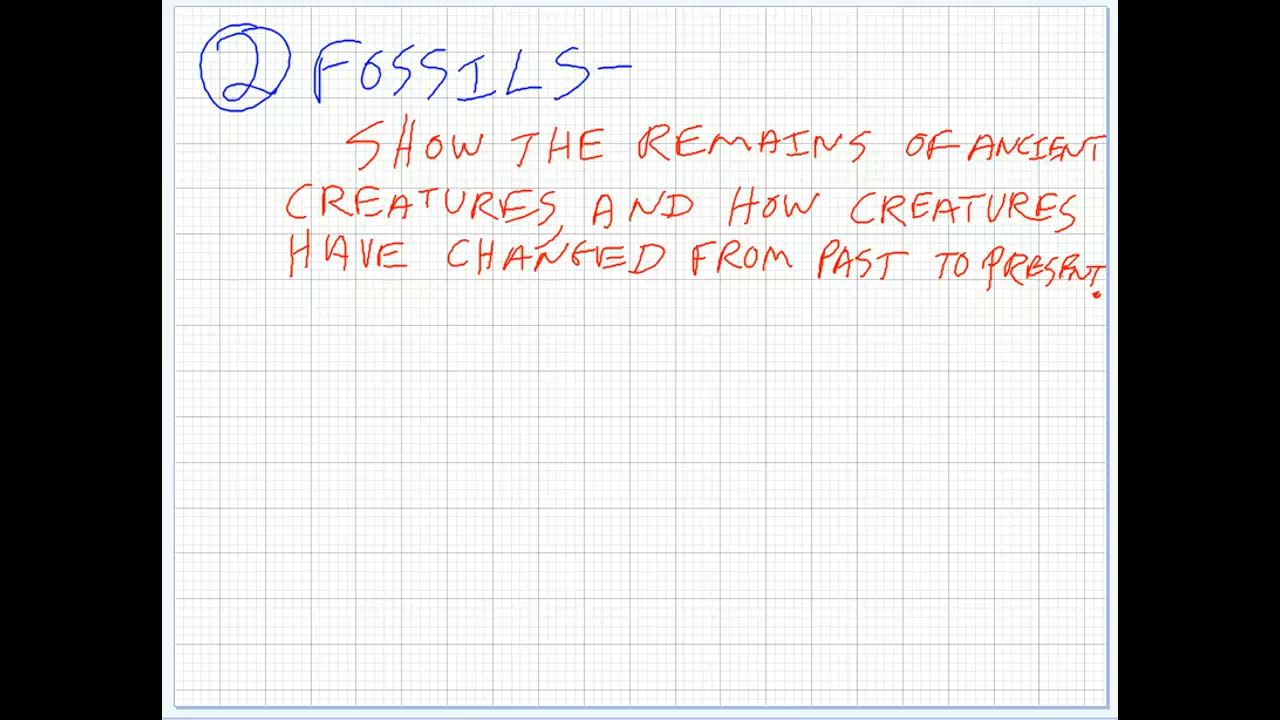 2 FOSSILS-
SHOW THE REMAINS OF ANCIENT
CREATURES, AND HOW CREATURES
HAVE CHANGED FROM PAST TO PRESENT.